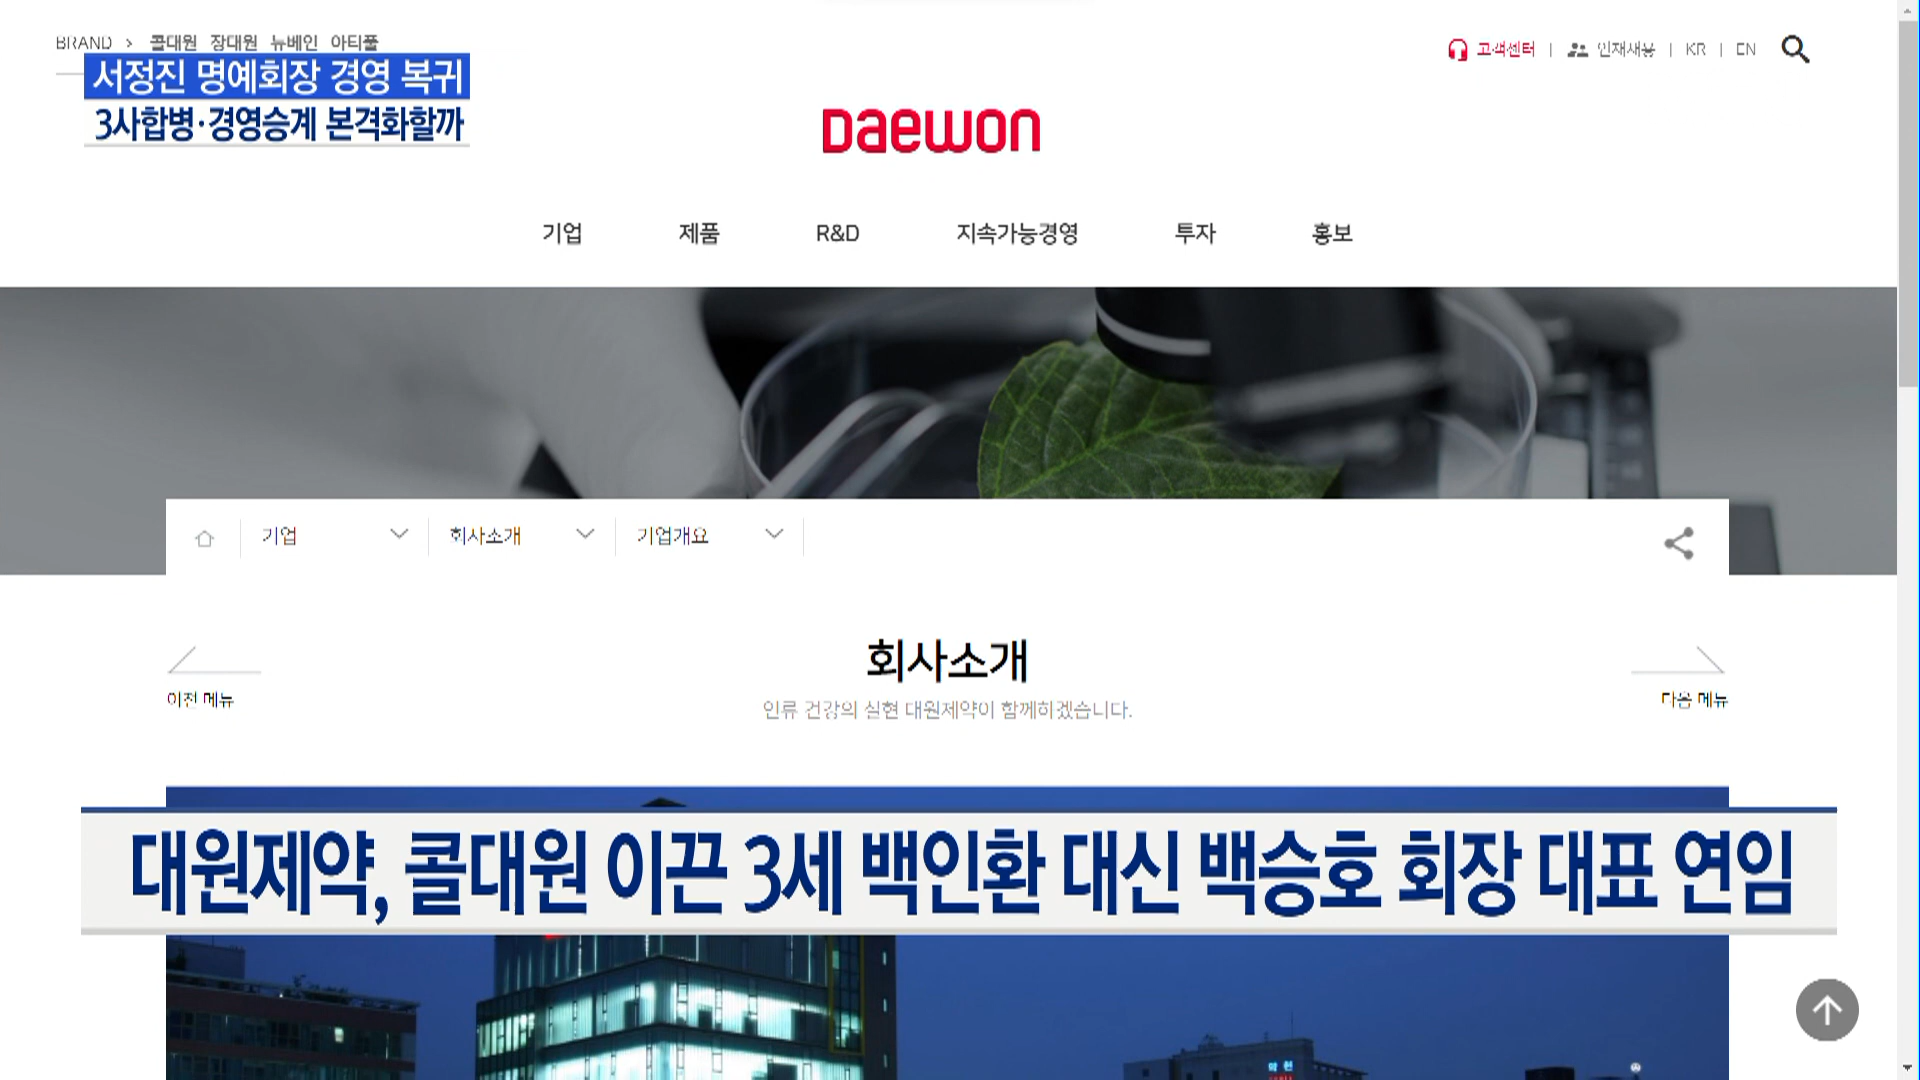 BRAND > 콜대원 장대원 뉴베인 아티풀
고객센터 | 인재채용 | KR | EN
서정진 명예회장 경영 복귀
3사합병·경영승계 본격화할까
Daewon
기업 제품 R&D 지속가능경영 투자 홍보
기업 회사소개 기업개요
회사소개
이전 메뉴
다음 메뉴
인류 건강의 실현 대원제약이 함께하겠습니다.
대원제약, 콜대원 이끈 3세 백인환 대신 백승호 회장 대표 연임